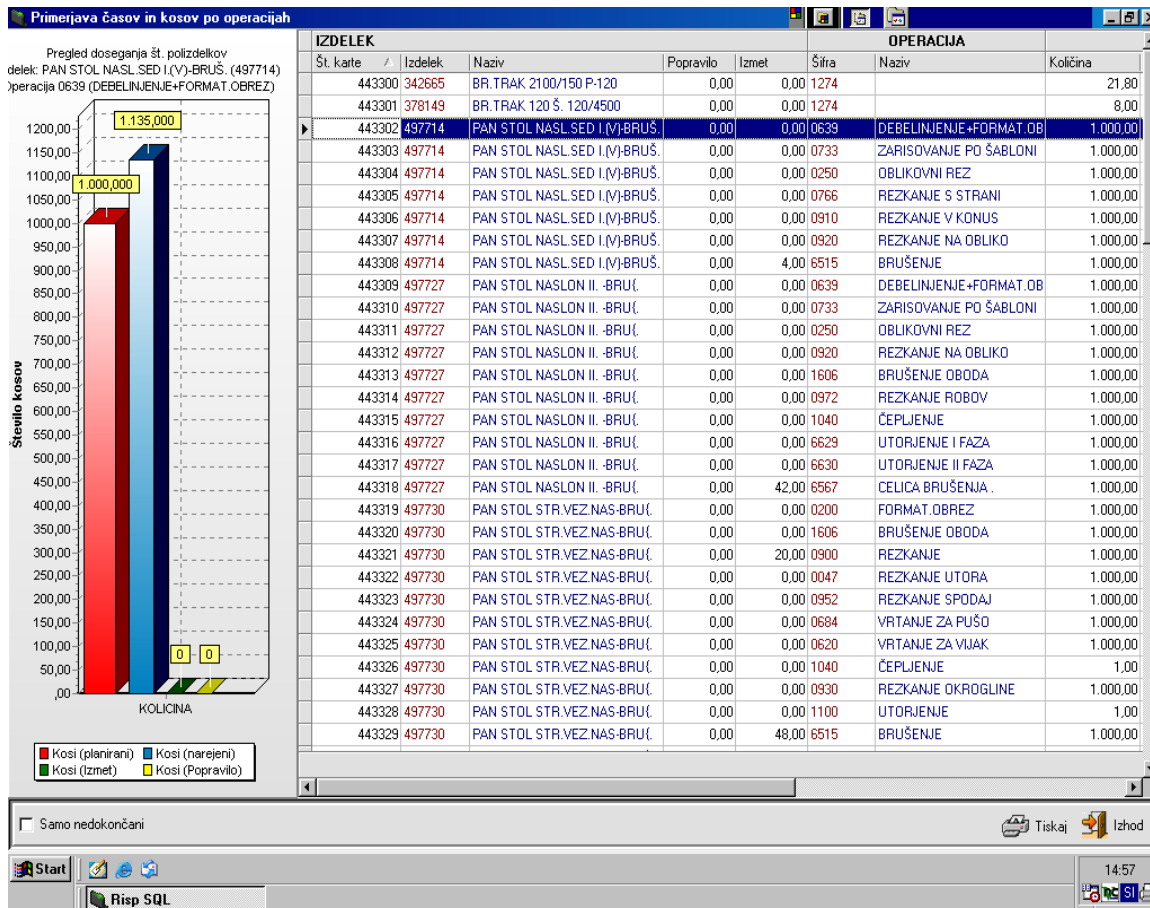 Primerjava časov in kosov po operacijah
Pregled doseganja št. polizdelkov
delek: PAN STOL NASL.SED I.(V)-BRUŠ. (497714)
Operacija 0639 (DEBELINJENJE+FORMAT.OBREZ)
1.135,000
1.000,000
0
0
1200,00
1150,00
1100,00
1050,00
1000,00
950,00
900,00
850,00
800,00
750,00
700,00
650,00
600,00
550,00
500,00
450,00
400,00
350,00
300,00
250,00
200,00
150,00
100,00
50,00
,00
Število kosov
KOLICINA
Kosi (planirani) Kosi (narejeni)
Kosi (Izmet) Kosi (Popravilo)
IZDELEK OPERACIJA
Št. karte Izdelek Naziv Popravilo Izmet Šifra Naziv Količina
443300 342665 BR.TRAK 2100/150 P-120 0,00 0,00 1274 21,80
443301 378149 BR.TRAK 120 Š. 120/4500 0,00 0,00 1274 8,00
443302 497714 PAN STOL NASL.SED I.(V)-BRUŠ. 0,00 0,00 0639 DEBELINJENJE+FORMAT.OB 1.000,00
443303 497714 PAN STOL NASL.SED I.(V)-BRUŠ. 0,00 0,00 0733 ZARISOVANJE PO ŠABLONI 1.000,00
443304 497714 PAN STOL NASL.SED I.(V)-BRUŠ. 0,00 0,00 0250 OBLIKOVNI REZ 1.000,00
443305 497714 PAN STOL NASL.SED I.(V)-BRUŠ. 0,00 0,00 0766 REZKANJE S STRANI 1.000,00
443306 497714 PAN STOL NASL.SED I.(V)-BRUŠ. 0,00 0,00 0910 REZKANJE V KONUS 1.000,00
443307 497714 PAN STOL NASL.SED I.(V)-BRUŠ. 0,00 0,00 0920 REZKANJE NA OBLIKO 1.000,00
443308 497714 PAN STOL NASL.SED I.(V)-BRUŠ. 0,00 4,00 6515 BRUŠENJE 1.000,00
443309 497727 PAN STOL NASLON II. -BRU{. 0,00 0,00 0639 DEBELINJENJE+FORMAT.OB 1.000,00
443310 497727 PAN STOL NASLON II. -BRU{. 0,00 0,00 0733 ZARISOVANJE PO ŠABLONI 1.000,00
443311 497727 PAN STOL NASLON II. -BRU{. 0,00 0,00 0250 OBLIKOVNI REZ 1.000,00
443312 497727 PAN STOL NASLON II. -BRU{. 0,00 0,00 0920 REZKANJE NA OBLIKO 1.000,00
443313 497727 PAN STOL NASLON II. -BRU{. 0,00 0,00 1606 BRUŠENJE OBODA 1.000,00
443314 497727 PAN STOL NASLON II. -BRU{. 0,00 0,00 0972 REZKANJE ROBOV 1.000,00
443315 497727 PAN STOL NASLON II. -BRU{. 0,00 0,00 1040 ČEPLJENJE 1.000,00
443316 497727 PAN STOL NASLON II. -BRU{. 0,00 0,00 6629 UTORJENJE I FAZA 1.000,00
443317 497727 PAN STOL NASLON II. -BRU{. 0,00 0,00 6630 UTORJENJE II FAZA 1.000,00
443318 497727 PAN STOL NASLON II. -BRU{. 0,00 42,00 6567 CELICA BRUŠENJA . 1.000,00
443319 497730 PAN STOL STR.VEZ.NAS-BRU{. 0,00 0,00 0200 FORMAT.OBREZ 1.000,00
443320 497730 PAN STOL STR.VEZ.NAS-BRU{. 0,00 0,00 1606 BRUŠENJE OBODA 1.000,00
443321 497730 PAN STOL STR.VEZ.NAS-BRU{. 0,00 20,00 0900 REZKANJE 1.000,00
443322 497730 PAN STOL STR.VEZ.NAS-BRU{. 0,00 0,00 0047 REZKANJE UTORA 1.000,00
443323 497730 PAN STOL STR.VEZ.NAS-BRU{. 0,00 0,00 0952 REZKANJE SPODAJ 1.000,00
443324 497730 PAN STOL STR.VEZ.NAS-BRU{. 0,00 0,00 0684 VRTANJE ZA PUŠO 1.000,00
443325 497730 PAN STOL STR.VEZ.NAS-BRU{. 0,00 0,00 0620 VRTANJE ZA VIJAK 1.000,00
443326 497730 PAN STOL STR.VEZ.NAS-BRU{. 0,00 0,00 1040 ČEPLJENJE 1,00
443327 497730 PAN STOL STR.VEZ.NAS-BRU{. 0,00 0,00 0930 REZKANJE OKROGLINE 1.000,00
443328 497730 PAN STOL STR.VEZ.NAS-BRU{. 0,00 0,00 1100 UTORJENJE 1,00
443329 497730 PAN STOL STR.VEZ.NAS-BRU{. 0,00 48,00 6515 BRUŠENJE 1.000,00
Samo nedokončani
Tiskaj Izhod
Start
14:57
Risp SQL
SI